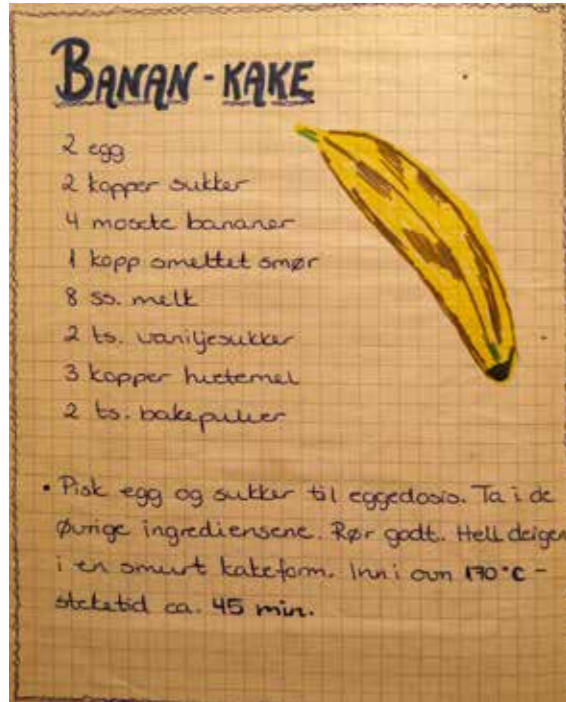 BANAN-KAKE
2 egg
2 kopper sukker
4 moste bananer
1 kopp smeltet smør
8 ss. melk
2 ts. vaniljesukker
3 kopper hvetemel
2 ts. bakepulver
• Pisk egg og sukker til eggedosis. Ta i de
øvrige ingrediensene. Rør godt. Hell deigen
i en smurt kakeform. Inn i ovn 170°C -
steketid ca. 45 min.